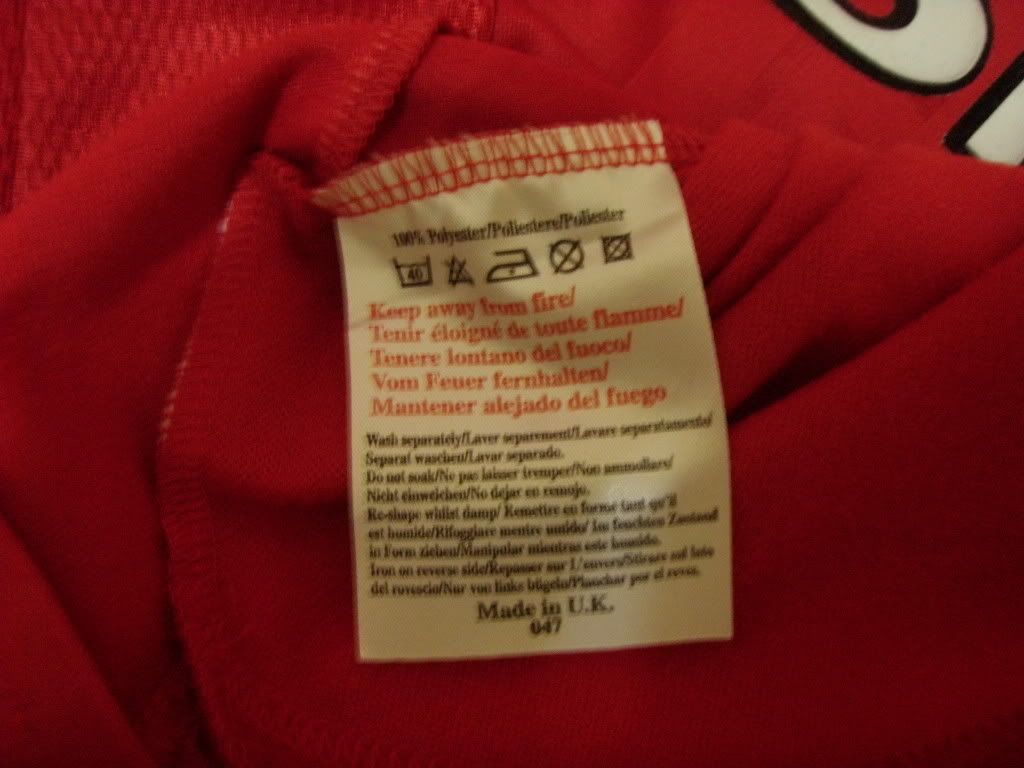 100% Polyester/Poliestere/Poliester
40
Keep away from fire/
Tenir éloigné de toute flamme/
Tenere lontano del fuoco/
Vom Feuer fernhalten/
Mantener alejado del fuego
Wash separately/Laver separement/Lavare separatamente/
Separat waschen/Lavar separado.
Do not soak/Ne pas laisser tremper/Non ammollare/
Nicht einweichen/No dejar en remojo.
Re-shape whilst damp/ Remetire en forme tant qu'il
est humide/Rifoggiare mentre umido/ Im feuchten Zustand
in Form ziehen/Manipular mientras este humido.
Iron on reverse side/Repasser sur L'envers/Stirare sul lato
del rovescio/Nur von links bügeln/Planchar por el reves.
Made in U.K.
047